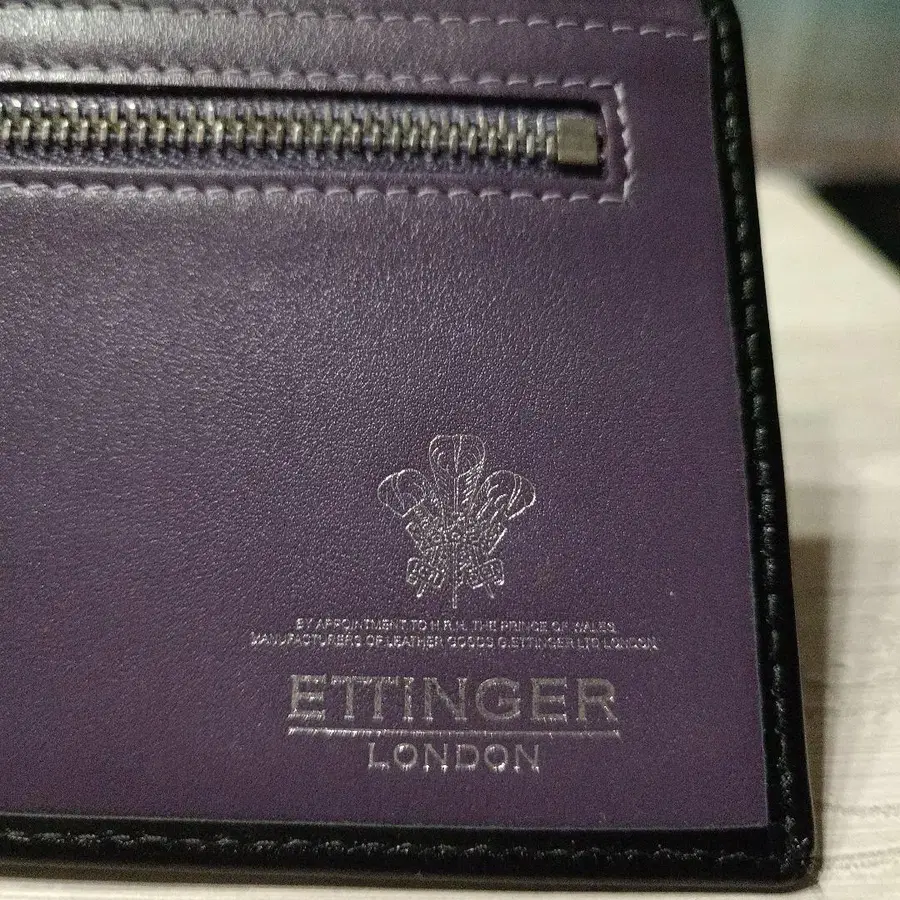 BY APPOINTMENT TO H.R.H. THE PRINCE OF WALES
MANUFACTURERS OF LEATHER GOODS G.ETTINGER LTD LONDON
ETTINGER
LONDON